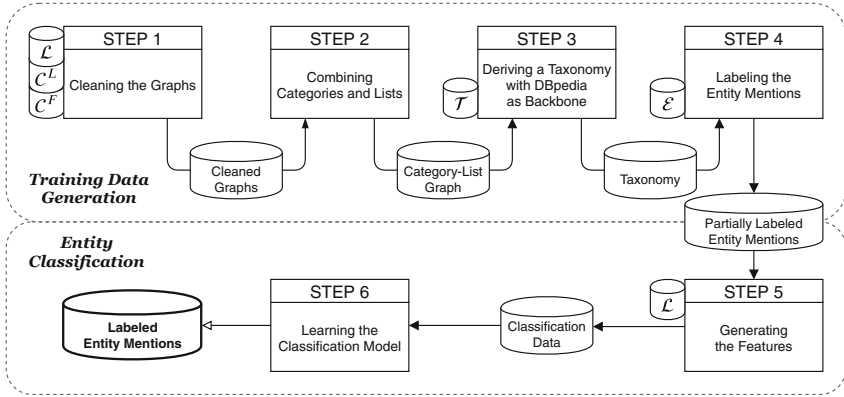 STEP 1
Cleaning the Graphs
ℒ
𝒞ᴸ
𝒞ᶠ
STEP 2
Combining
Categories and Lists
STEP 3
Deriving a Taxonomy
with DBpedia
as Backbone
𝒯
STEP 4
Labeling the
Entity Mentions
ℰ
Cleaned
Graphs
Category-List
Graph
Taxonomy
Training Data
Generation
Partially Labeled
Entity Mentions
Entity
Classification
STEP 5
Generating
the Features
ℒ
Classification
Data
STEP 6
Learning the
Classification Model
Labeled
Entity Mentions